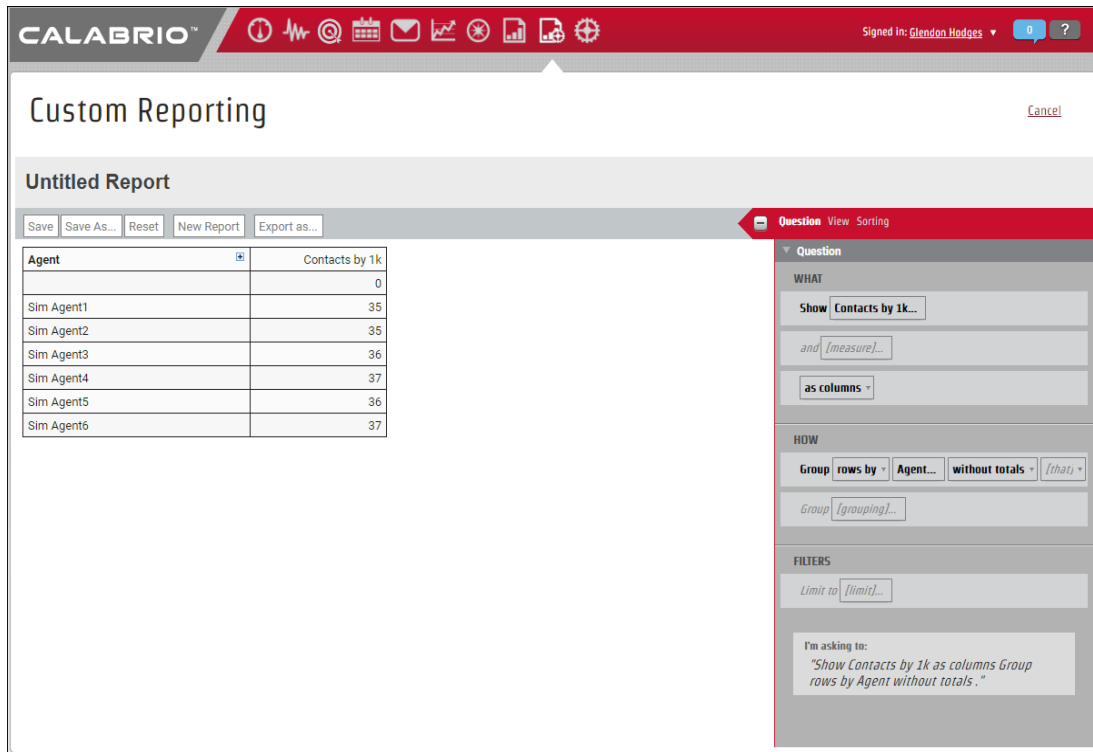 CALABRIO™
Signed in: Glendon Hodges ▼ 0 ?
Custom Reporting
Cancel
Untitled Report
Save Save As... Reset New Report Export as...
Question View Sorting
Agent Contacts by 1k
0
Sim Agent1 35
Sim Agent2 35
Sim Agent3 36
Sim Agent4 37
Sim Agent5 36
Sim Agent6 37
Question
WHAT
Show Contacts by 1k...
and [measure]...
as columns
HOW
Group rows by Agent... without totals [that]
Group [grouping]...
FILTERS
Limit to [limit]...
I'm asking to:
"Show Contacts by 1k as columns Group
rows by Agent without totals ."